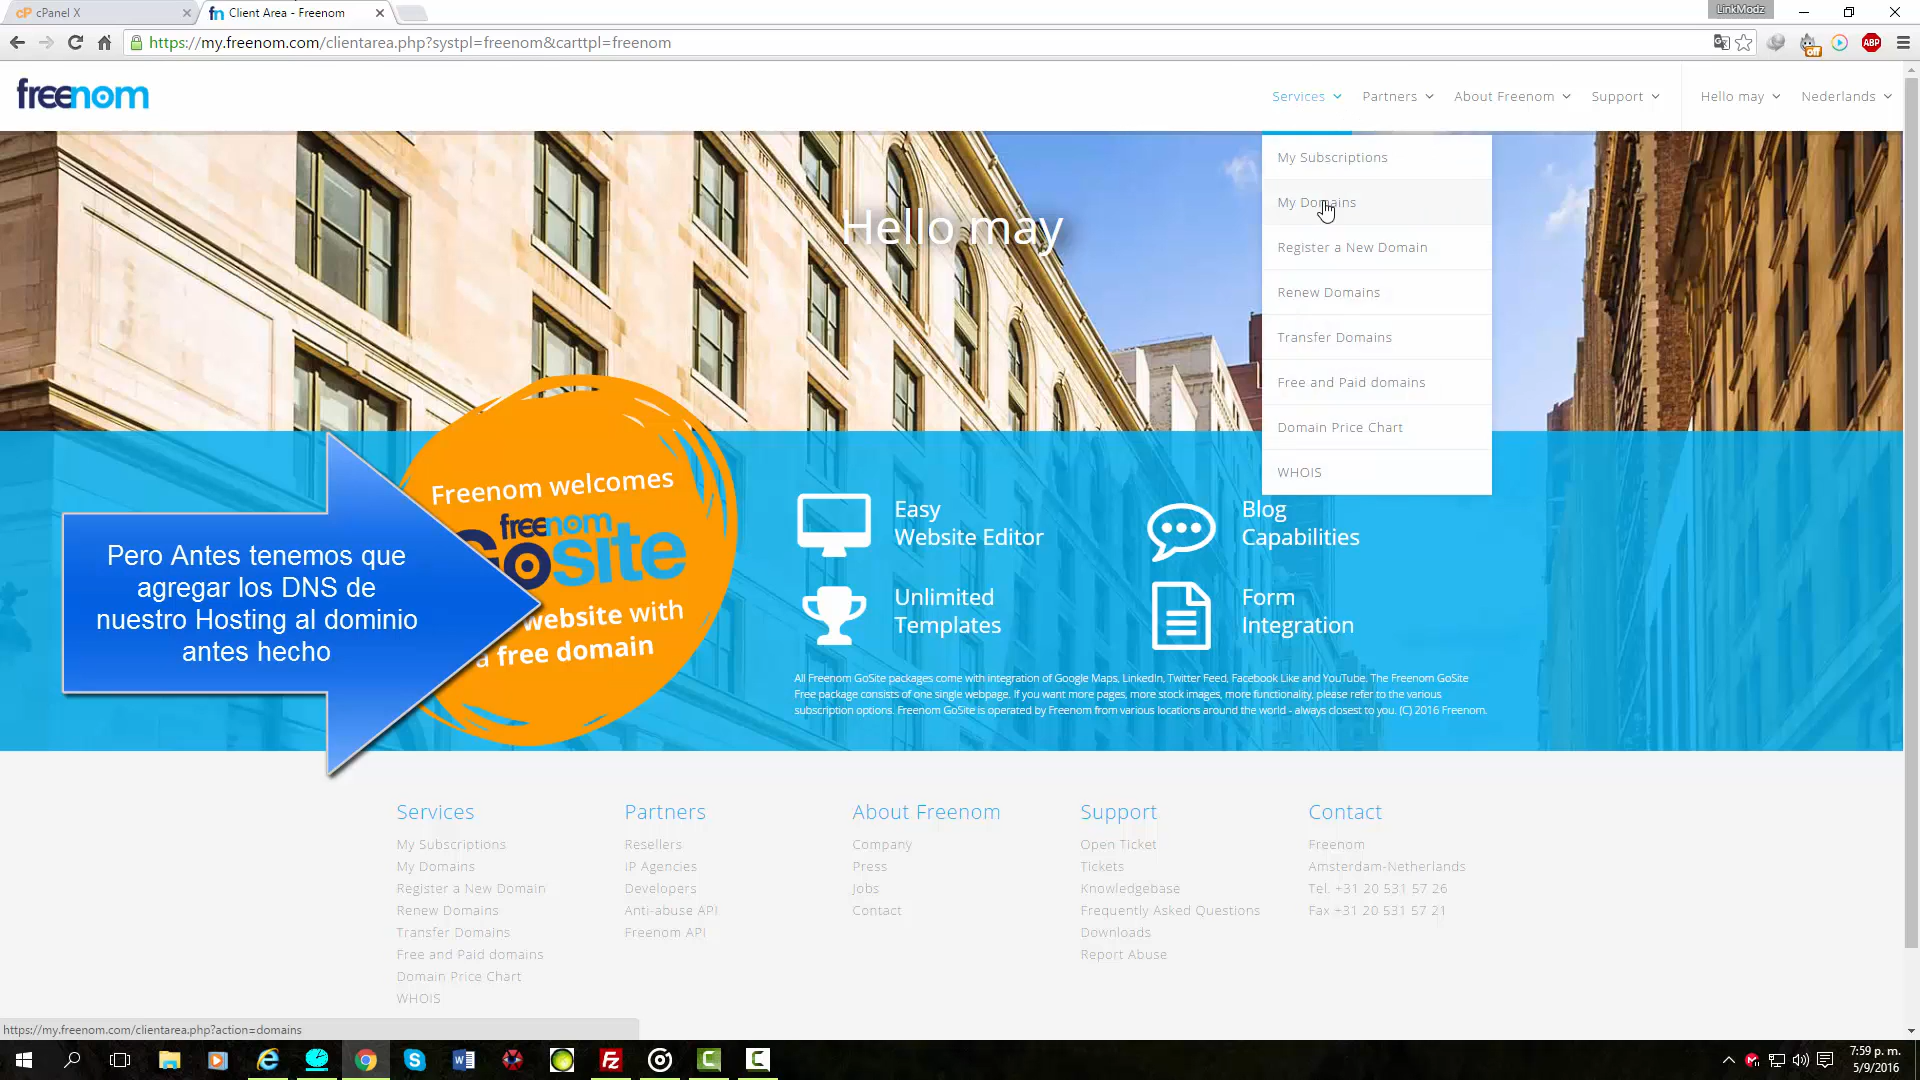 cPanel X
Client Area - Freenom
LinkModz
https://my.freenom.com/clientarea.php?systpl=freenom&carttpl=freenom
off
ABP
freenom
Services
Partners
About Freenom
Support
Hello may
Nederlands
My Subscriptions
My Domains
Register a New Domain
Renew Domains
Transfer Domains
Free and Paid domains
Domain Price Chart
WHOIS
Hello may
Freenom welcomes
freenom
GoSite
website with
a free domain
Pero Antes tenemos que
agregar los DNS de
nuestro Hosting al dominio
antes hecho
Easy
Website Editor
Blog
Capabilities
Unlimited
Templates
Form
Integration
All Freenom GoSite packages come with integration of Google Maps, LinkedIn, Twitter Feed, Facebook Like and YouTube. The Freenom GoSite
Free package consists of one single webpage. If you want more pages, more stock images, more functionality, please refer to the various
subscription options. Freenom GoSite is operated by Freenom from various locations around the world - always closest to you. (C) 2016 Freenom.
Services
My Subscriptions
My Domains
Register a New Domain
Renew Domains
Transfer Domains
Free and Paid domains
Domain Price Chart
WHOIS
Partners
Resellers
IP Agencies
Developers
Anti-abuse API
Freenom API
About Freenom
Company
Press
Jobs
Contact
Support
Open Ticket
Tickets
Knowledgebase
Frequently Asked Questions
Downloads
Report Abuse
Contact
Freenom
Amsterdam-Netherlands
Tel. +31 20 531 57 26
Fax +31 20 531 57 21
https://my.freenom.com/clientarea.php?action=domains
7:59 p. m.
5/9/2016